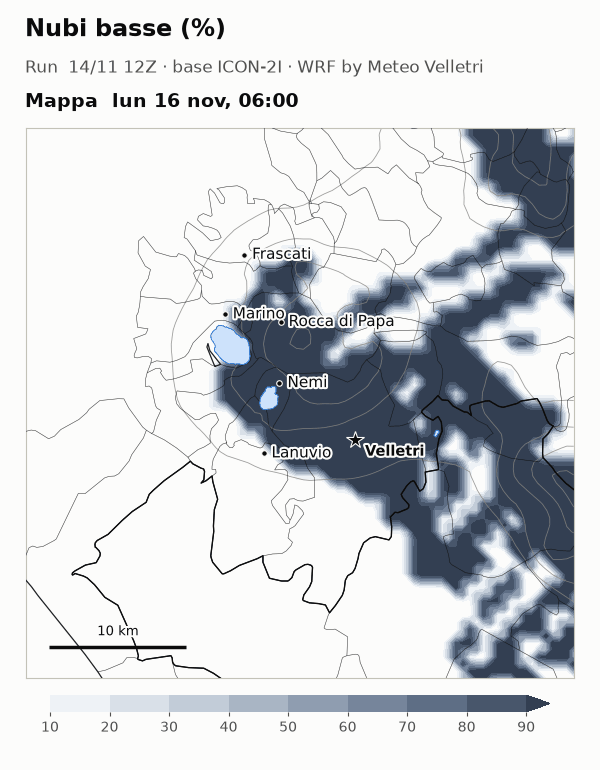 Nubi basse (%)
Run 14/11 12Z · base ICON-2I · WRF by Meteo Velletri
Mappa lun 16 nov, 06:00
Frascati
Marino
Rocca di Papa
Nemi
Velletri
Lanuvio
10 km
10 20 30 40 50 60 70 80 90